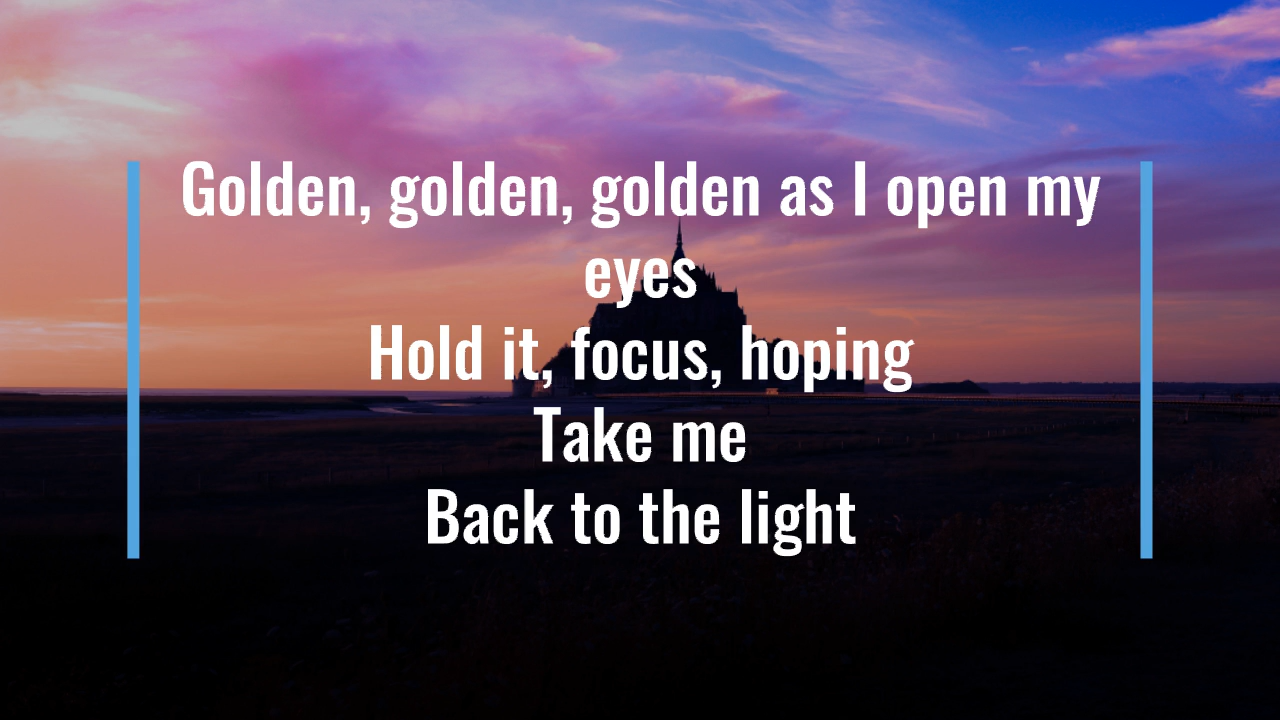 Golden, golden, golden as I open my
eyes
Hold it, focus, hoping
Take me
Back to the light